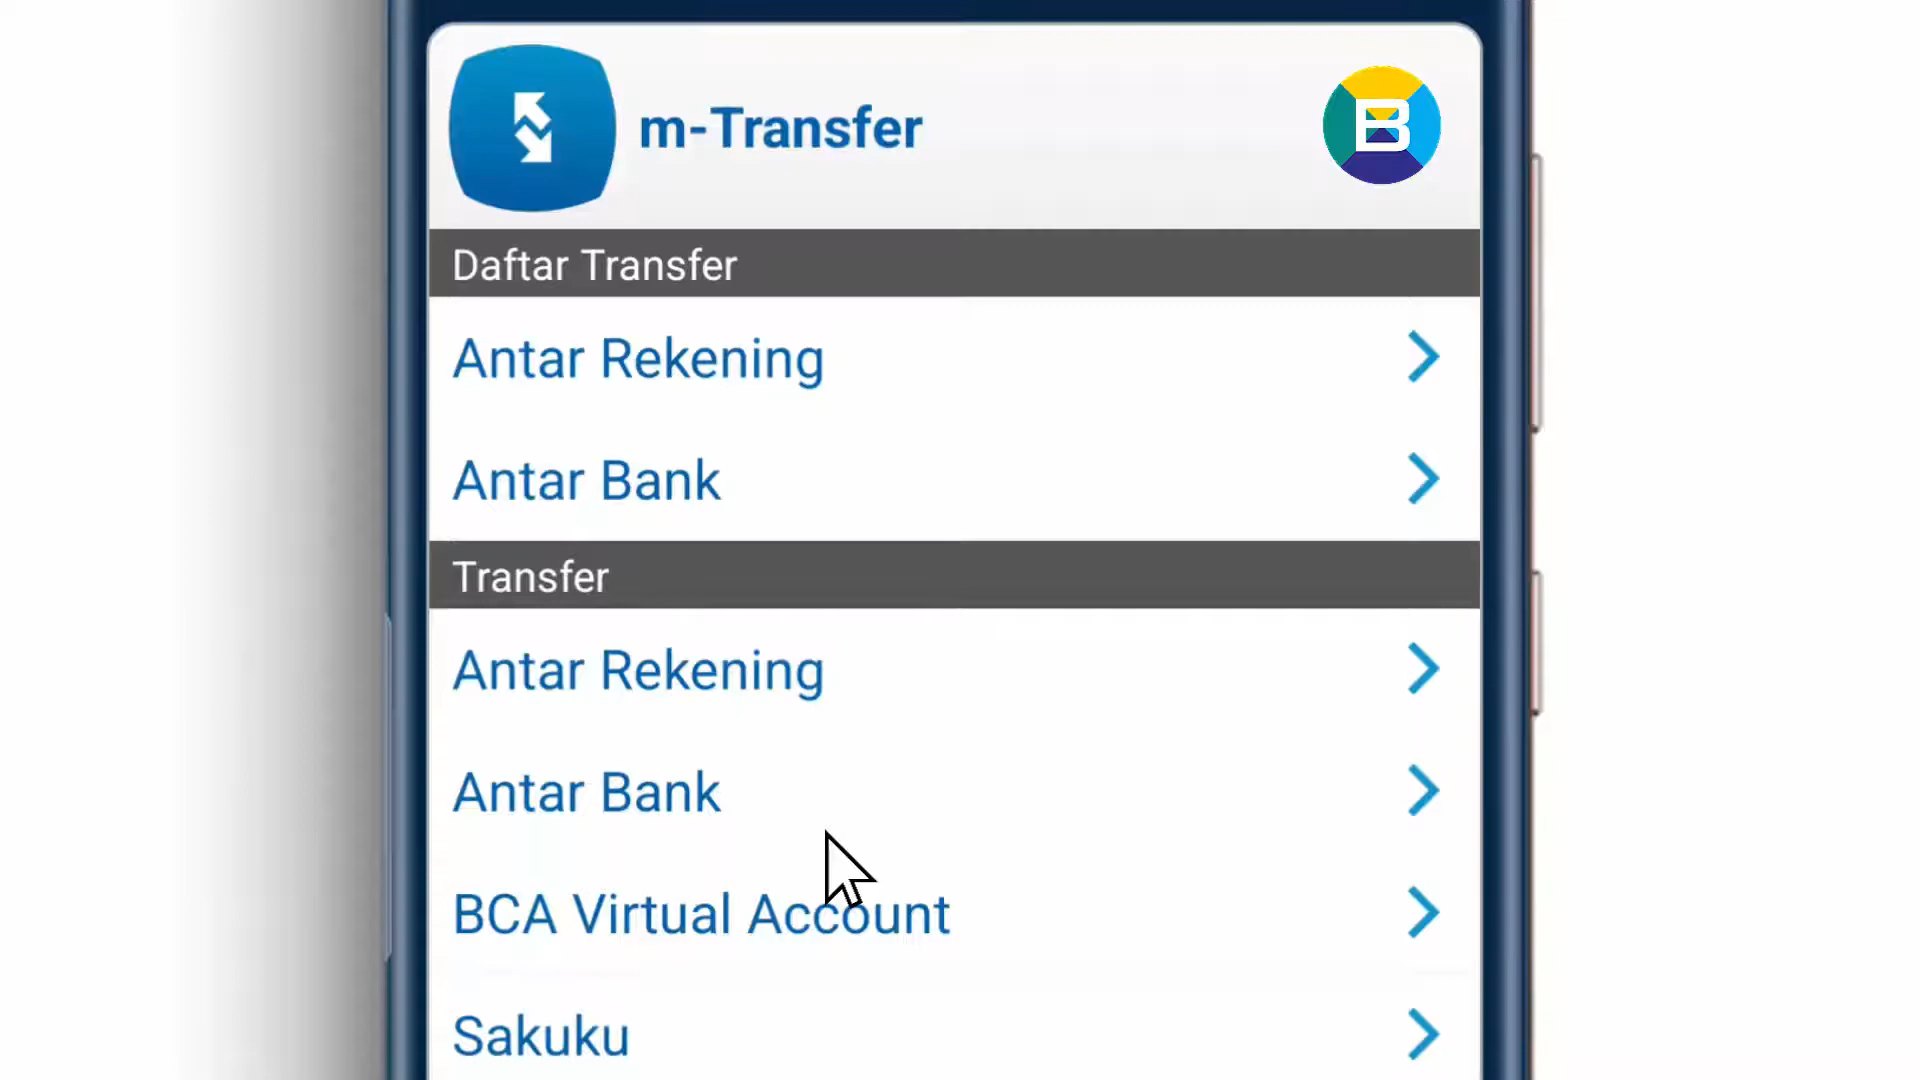 m-Transfer
B
Daftar Transfer
Antar Rekening
Antar Bank
Transfer
Antar Rekening
Antar Bank
BCA Virtual Account
Sakuku